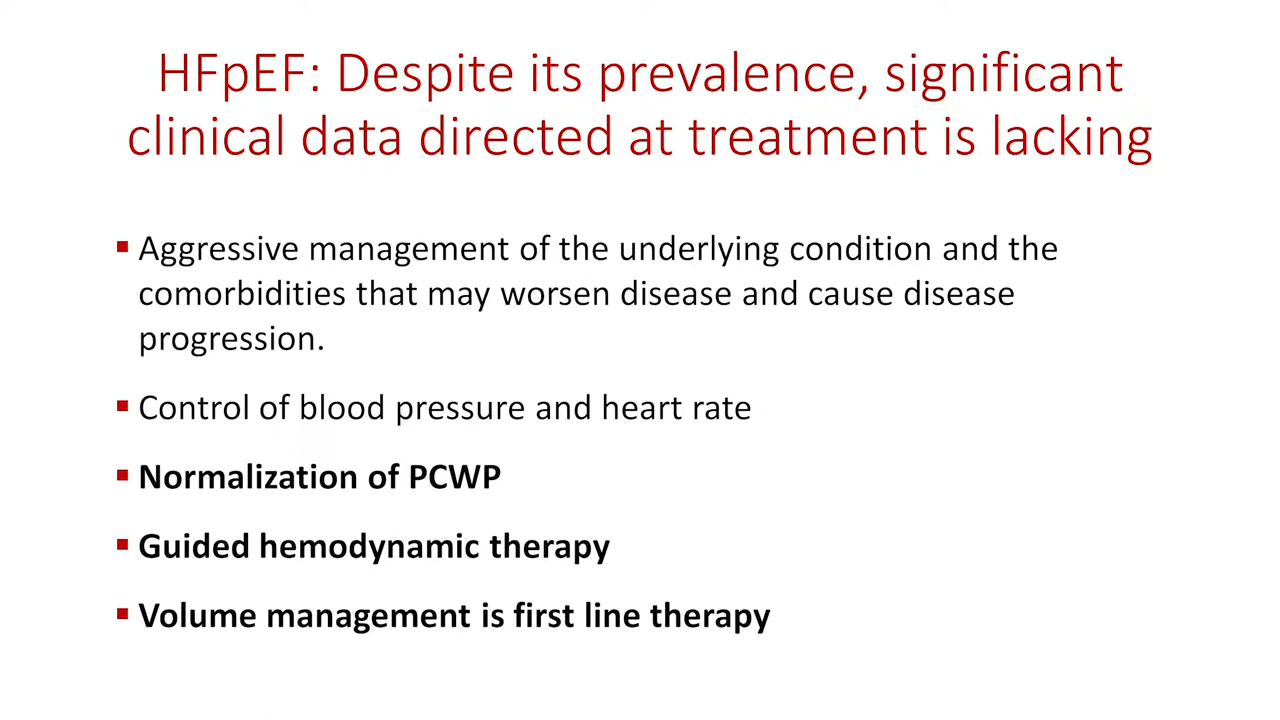 HFpEF: Despite its prevalence, significant
clinical data directed at treatment is lacking
▪ Aggressive management of the underlying condition and the
comorbidities that may worsen disease and cause disease
progression.
▪ Control of blood pressure and heart rate
▪ Normalization of PCWP
▪ Guided hemodynamic therapy
▪ Volume management is first line therapy